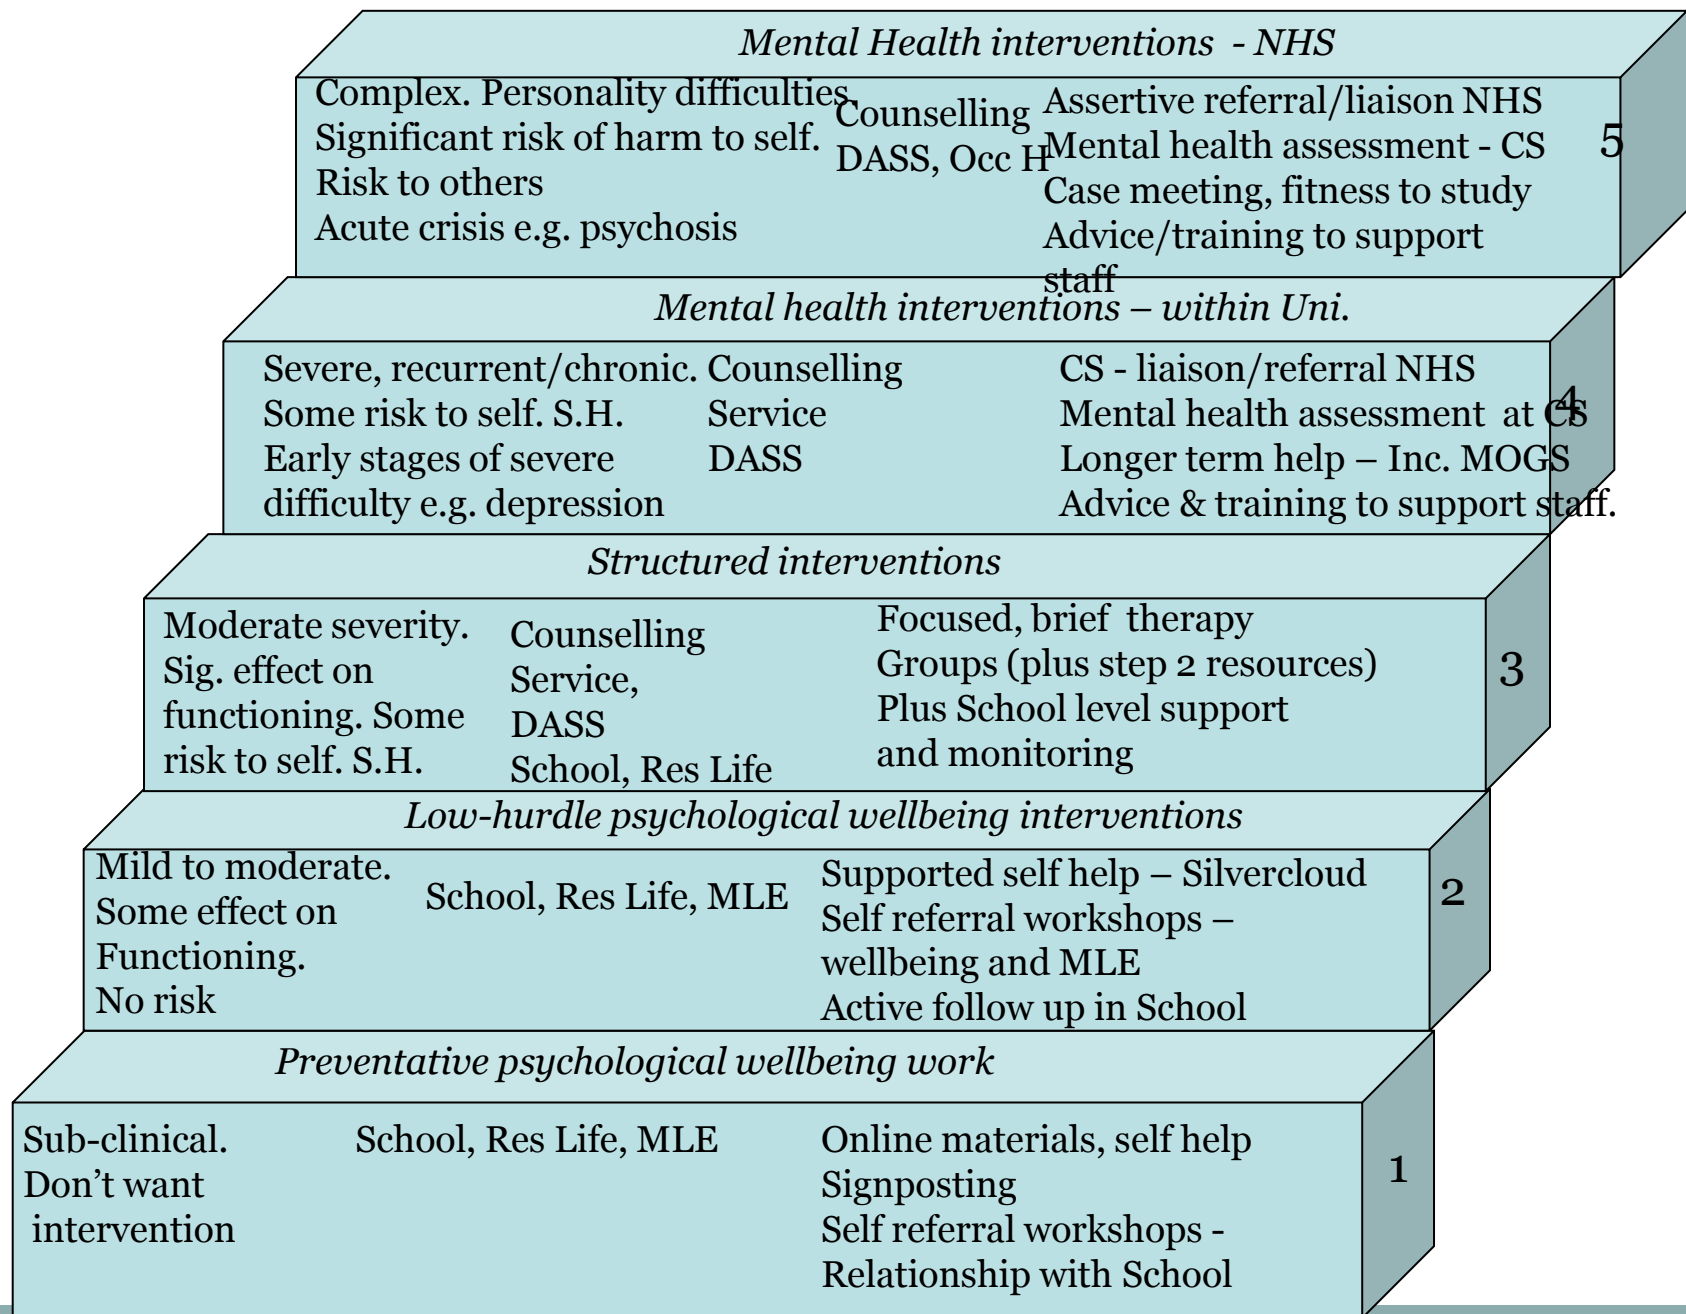 Mental Health interventions - NHS
Complex. Personality difficulties.
Significant risk of harm to self.
Risk to others
Acute crisis e.g. psychosis
Counselling
DASS, Occ H
Assertive referral/liaison NHS
Mental health assessment - CS
Case meeting, fitness to study
Advice/training to support
staff
5
Mental health interventions – within Uni.
Severe, recurrent/chronic.
Some risk to self. S.H.
Early stages of severe
difficulty e.g. depression
Counselling
Service
DASS
CS - liaison/referral NHS
Mental health assessment at CS
Longer term help – Inc. MOGS
Advice & training to support staff.
4
Structured interventions
Moderate severity.
Sig. effect on
functioning. Some
risk to self. S.H.
Counselling
Service,
DASS
School, Res Life
Focused, brief therapy
Groups (plus step 2 resources)
Plus School level support
and monitoring
3
Low-hurdle psychological wellbeing interventions
Mild to moderate.
Some effect on
Functioning.
No risk
School, Res Life, MLE
Supported self help – Silvercloud
Self referral workshops –
wellbeing and MLE
Active follow up in School
2
Preventative psychological wellbeing work
Sub-clinical.
Don’t want
intervention
School, Res Life, MLE
Online materials, self help
Signposting
Self referral workshops -
Relationship with School
1